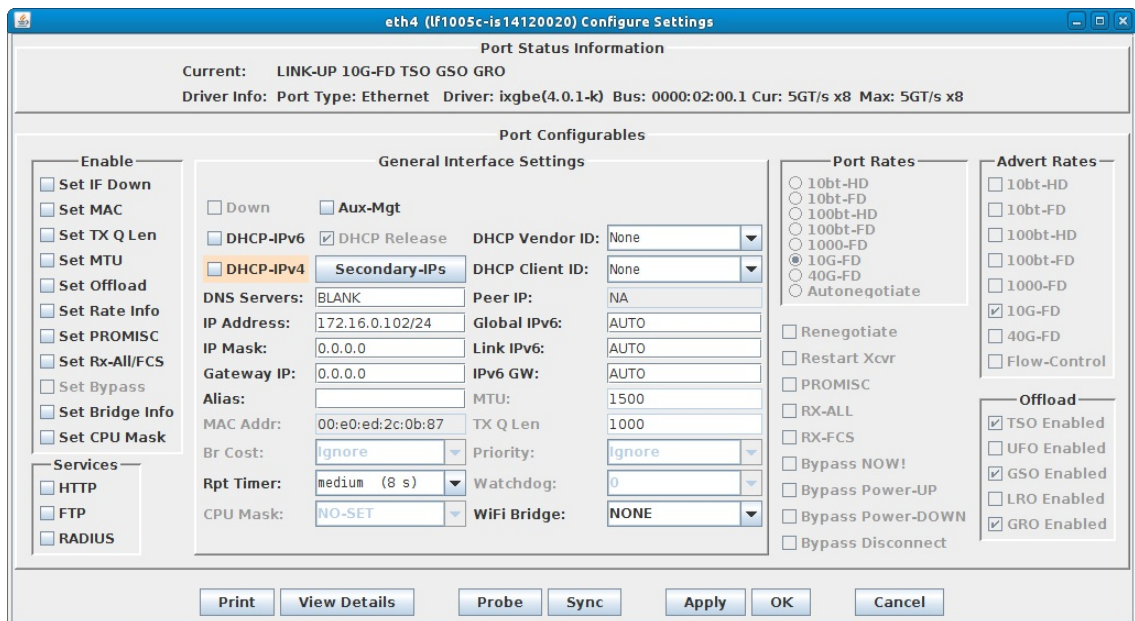 eth4 (lf1005c-is14120020) Configure Settings
Port Status Information
Current: LINK-UP 10G-FD TSO GSO GRO
Driver Info: Port Type: Ethernet Driver: ixgbe(4.0.1-k) Bus: 0000:02:00.1 Cur: 5GT/s x8 Max: 5GT/s x8
Port Configurables
Enable
Set IF Down
Set MAC
Set TX Q Len
Set MTU
Set Offload
Set Rate Info
Set PROMISC
Set Rx-All/FCS
Set Bypass
Set Bridge Info
Set CPU Mask
Services
HTTP
FTP
RADIUS
General Interface Settings
Down Aux-Mgt
DHCP-IPv6 DHCP Release DHCP Vendor ID: None
DHCP-IPv4 Secondary-IPs DHCP Client ID: None
DNS Servers: BLANK Peer IP: NA
IP Address: 172.16.0.102/24 Global IPv6: AUTO
IP Mask: 0.0.0.0 Link IPv6: AUTO
Gateway IP: 0.0.0.0 IPv6 GW: AUTO
Alias: MTU: 1500
MAC Addr: 00:e0:ed:2c:0b:87 TX Q Len 1000
Br Cost: Ignore Priority: Ignore
Rpt Timer: medium (8 s) Watchdog: 0
CPU Mask: NO-SET WiFi Bridge: NONE
Port Rates
10bt-HD
10bt-FD
100bt-HD
100bt-FD
1000-FD
10G-FD
40G-FD
Autonegotiate
Renegotiate
Restart Xcvr
PROMISC
RX-ALL
RX-FCS
Bypass NOW!
Bypass Power-UP
Bypass Power-DOWN
Bypass Disconnect
Advert Rates
10bt-HD
10bt-FD
100bt-HD
100bt-FD
1000-FD
10G-FD
40G-FD
Flow-Control
Offload
TSO Enabled
UFO Enabled
GSO Enabled
LRO Enabled
GRO Enabled
Print View Details Probe Sync Apply OK Cancel